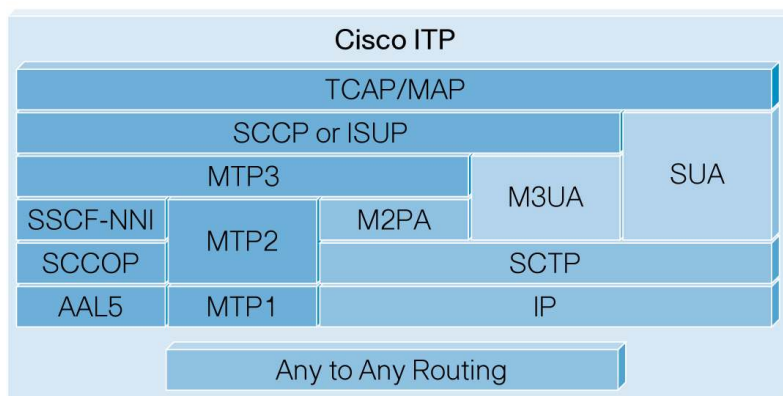 Cisco ITP
TCAP/MAP
SCCP or ISUP
SUA
MTP3
M3UA
SSCF-NNI
MTP2
M2PA
SCCOP
SCTP
AAL5
MTP1
IP
Any to Any Routing